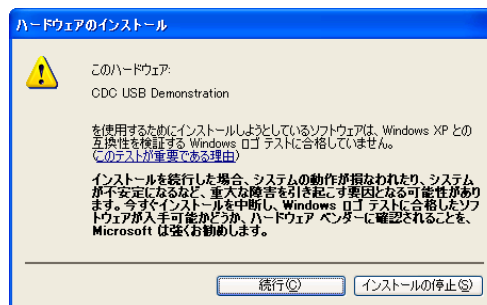 ハードウェアのインストール
このハードウェア:
CDC USB Demonstration
を使用するためにインストールしようとしているソフトウェアは、Windows XP との
互換性を検証する Windows ロゴ テストに合格していません。
(このテストが重要である理由)
インストールを続行した場合、システムの動作が損なわれたり、システム
が不安定になるなど、重大な障害を引き起こす要因となる可能性があり
ます。今すぐインストールを中断し、Windows ロゴ テストに合格したソフ
トウェアが入手可能かどうか、ハードウェア ベンダーに確認されることを、
Microsoft は強くお勧めします。
続行(C)
インストールの停止(S)